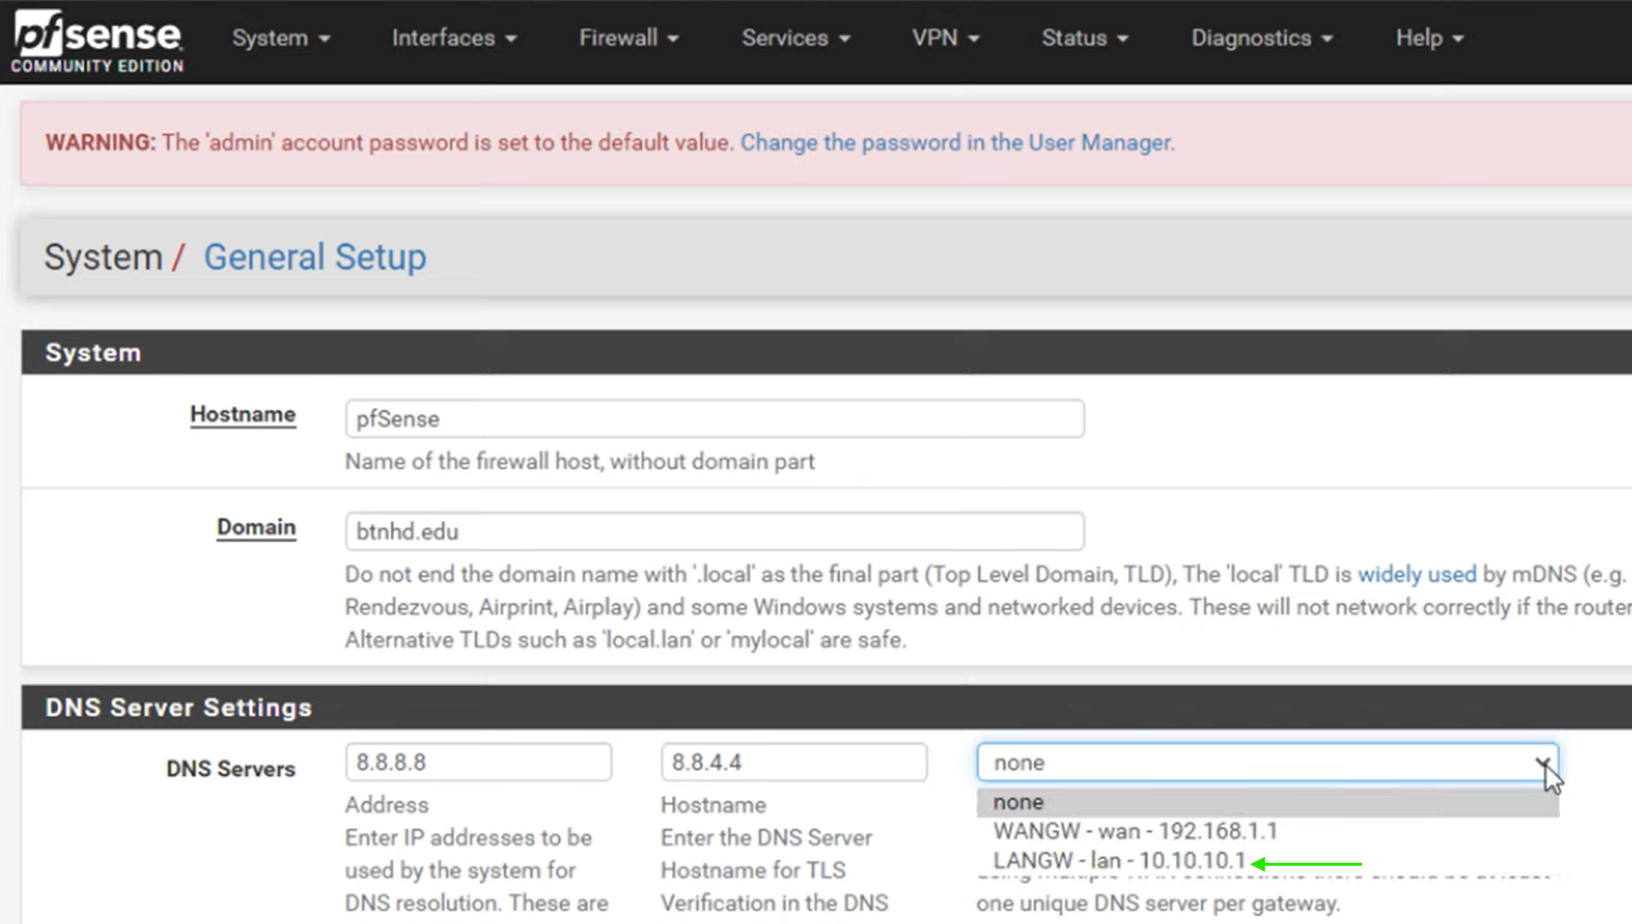 pfsense
COMMUNITY EDITION
System Interfaces Firewall Services VPN Status Diagnostics Help
WARNING: The 'admin' account password is set to the default value. Change the password in the User Manager.
System / General Setup
System
Hostname
pfSense
Name of the firewall host, without domain part
Domain
btnhd.edu
Do not end the domain name with '.local' as the final part (Top Level Domain, TLD), The 'local' TLD is widely used by mDNS (e.g.
Rendezvous, Airprint, Airplay) and some Windows systems and networked devices. These will not network correctly if the router
Alternative TLDs such as 'local.lan' or 'mylocal' are safe.
DNS Server Settings
DNS Servers
8.8.8.8
Address
Enter IP addresses to be
used by the system for
DNS resolution. These are
8.8.4.4
Hostname
Enter the DNS Server
Hostname for TLS
Verification in the DNS
none
none
WANGW - wan - 192.168.1.1
LANGW - lan - 10.10.10.1
one unique DNS server per gateway.